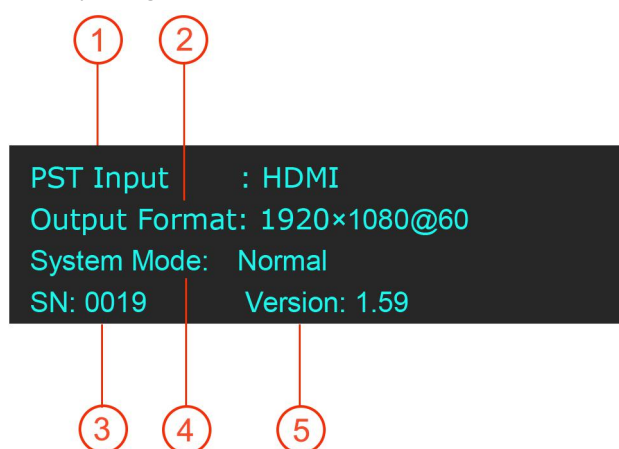 1 2
PST Input : HDMI
Output Format: 1920×1080@60
System Mode: Normal
SN: 0019 Version: 1.59
3 4 5